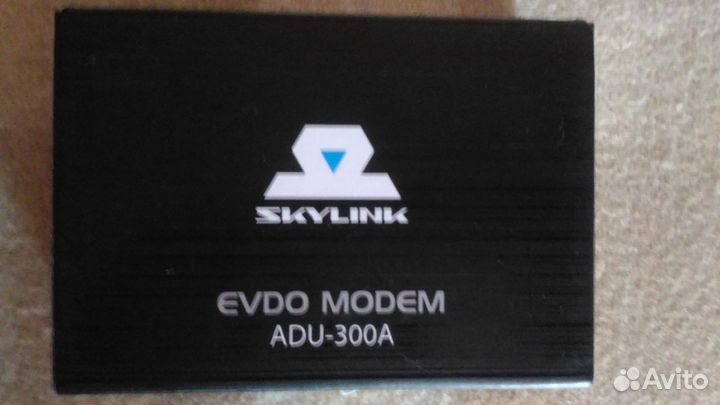 SKYLINK
EVDO MODEM
ADU-300A
Avito